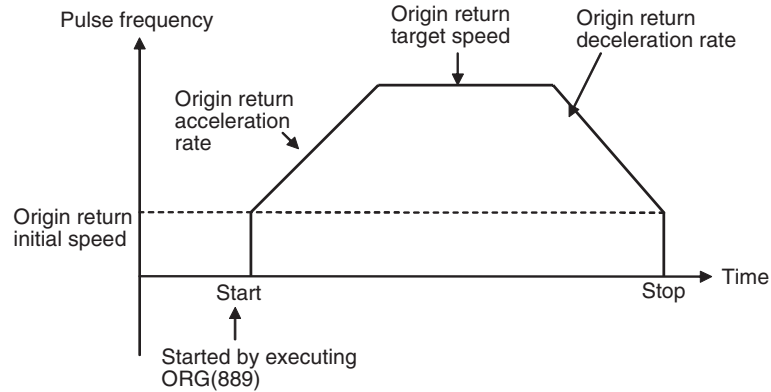 Pulse frequency
Origin return
target speed
Origin return
deceleration rate
Origin return
acceleration
rate
Origin return
initial speed
Start
Stop
Time
Started by executing
ORG(889)